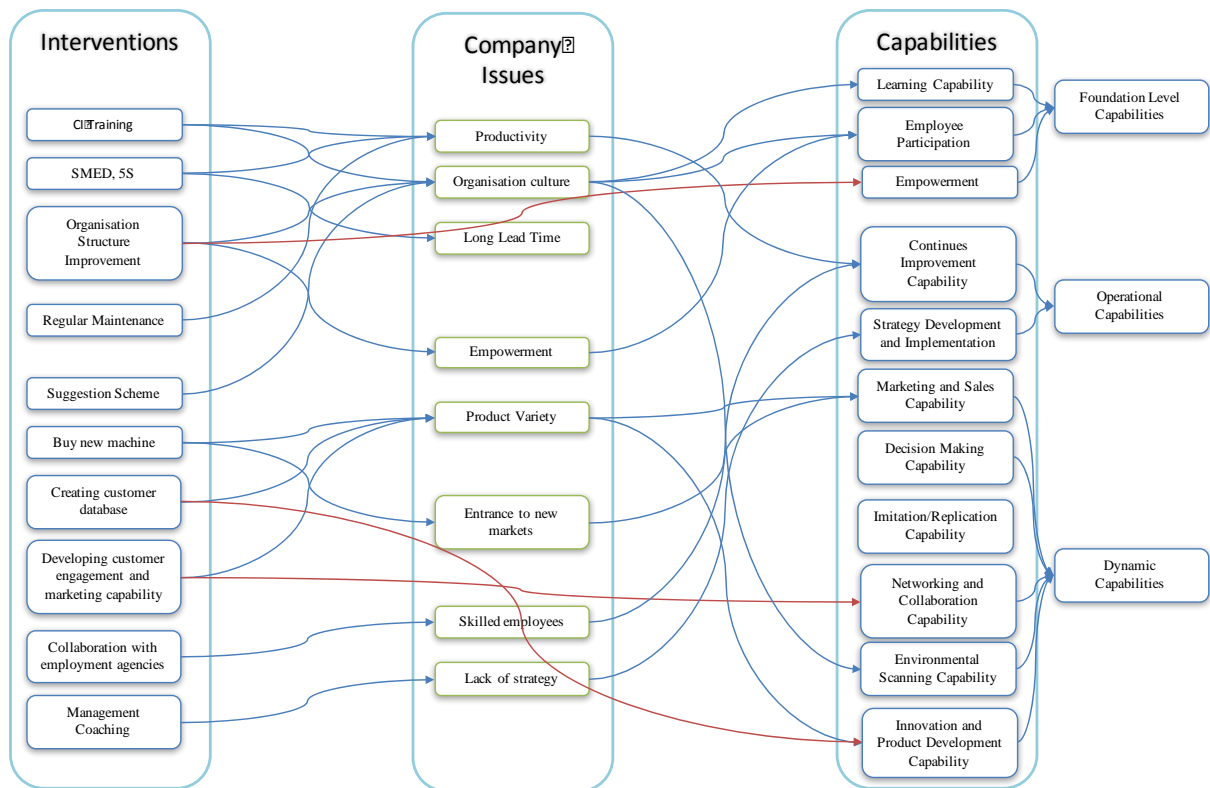 Interventions
CI⍰Training
SMED, 5S
Organisation
Structure
Improvement
Regular Maintenance
Suggestion Scheme
Buy new machine
Creating customer
database
Developing customer
engagement and
marketing capability
Collaboration with
employment agencies
Management
Coaching
Company⍰
Issues
Productivity
Organisation culture
Long Lead Time
Empowerment
Product Variety
Entrance to new
markets
Skilled employees
Lack of strategy
Capabilities
Learning Capability
Employee
Participation
Empowerment
Continues
Improvement
Capability
Strategy Development
and Implementation
Marketing and Sales
Capability
Decision Making
Capability
Imitation/Replication
Capability
Networking and
Collaboration
Capability
Environmental
Scanning Capability
Innovation and
Product Development
Capability
Foundation Level
Capabilities
Operational
Capabilities
Dynamic
Capabilities